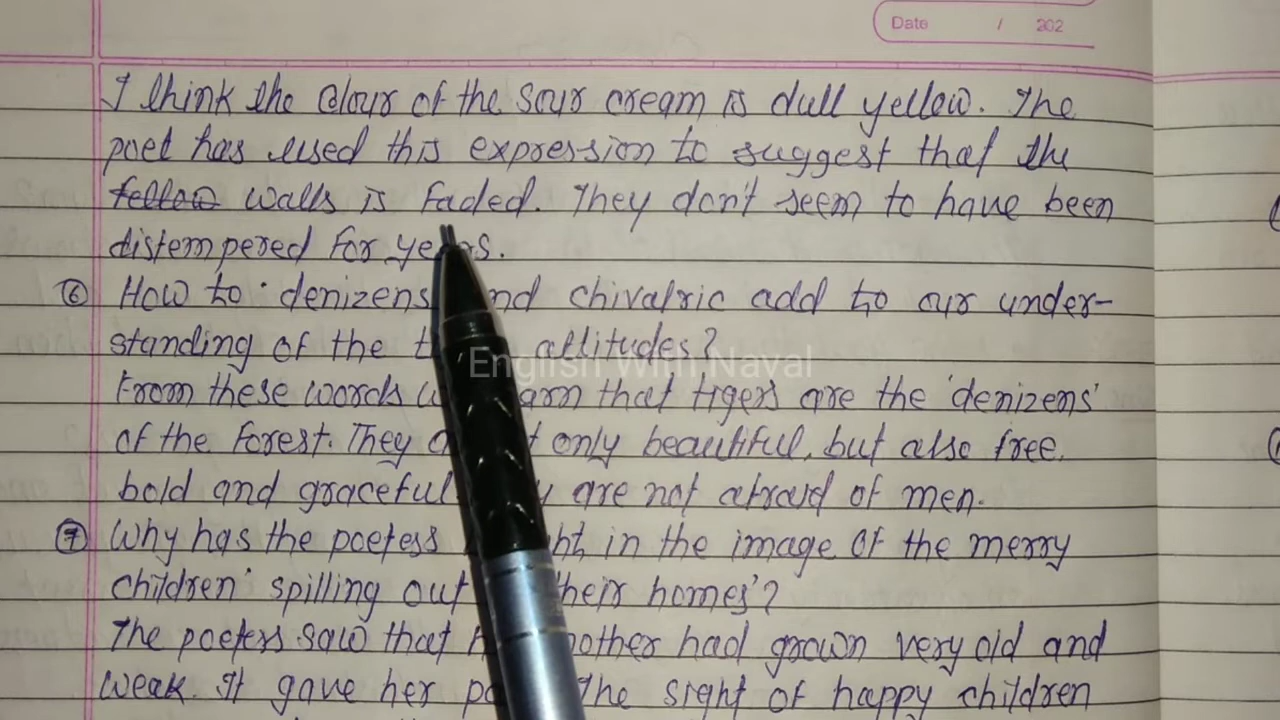 Date / 202
I think the colour of the sour cream is dull yellow. The
poet has used this expression to suggest that the
fellow walls is faded. They don't seem to have been
distempered for years.
⑥ How to 'denizens and chivalric add to our under-
standing of the attitudes?
English With Naval
From these words learn that tigers are the 'denizens'
of the forest. They only beautiful, but also free,
bold and graceful are not afraid of men.
⑦ Why has the poetess in the image of the merry
children 'spilling out their homes'?
The poetess saw that mother had grown very old and
weak. It gave her the sight of happy children